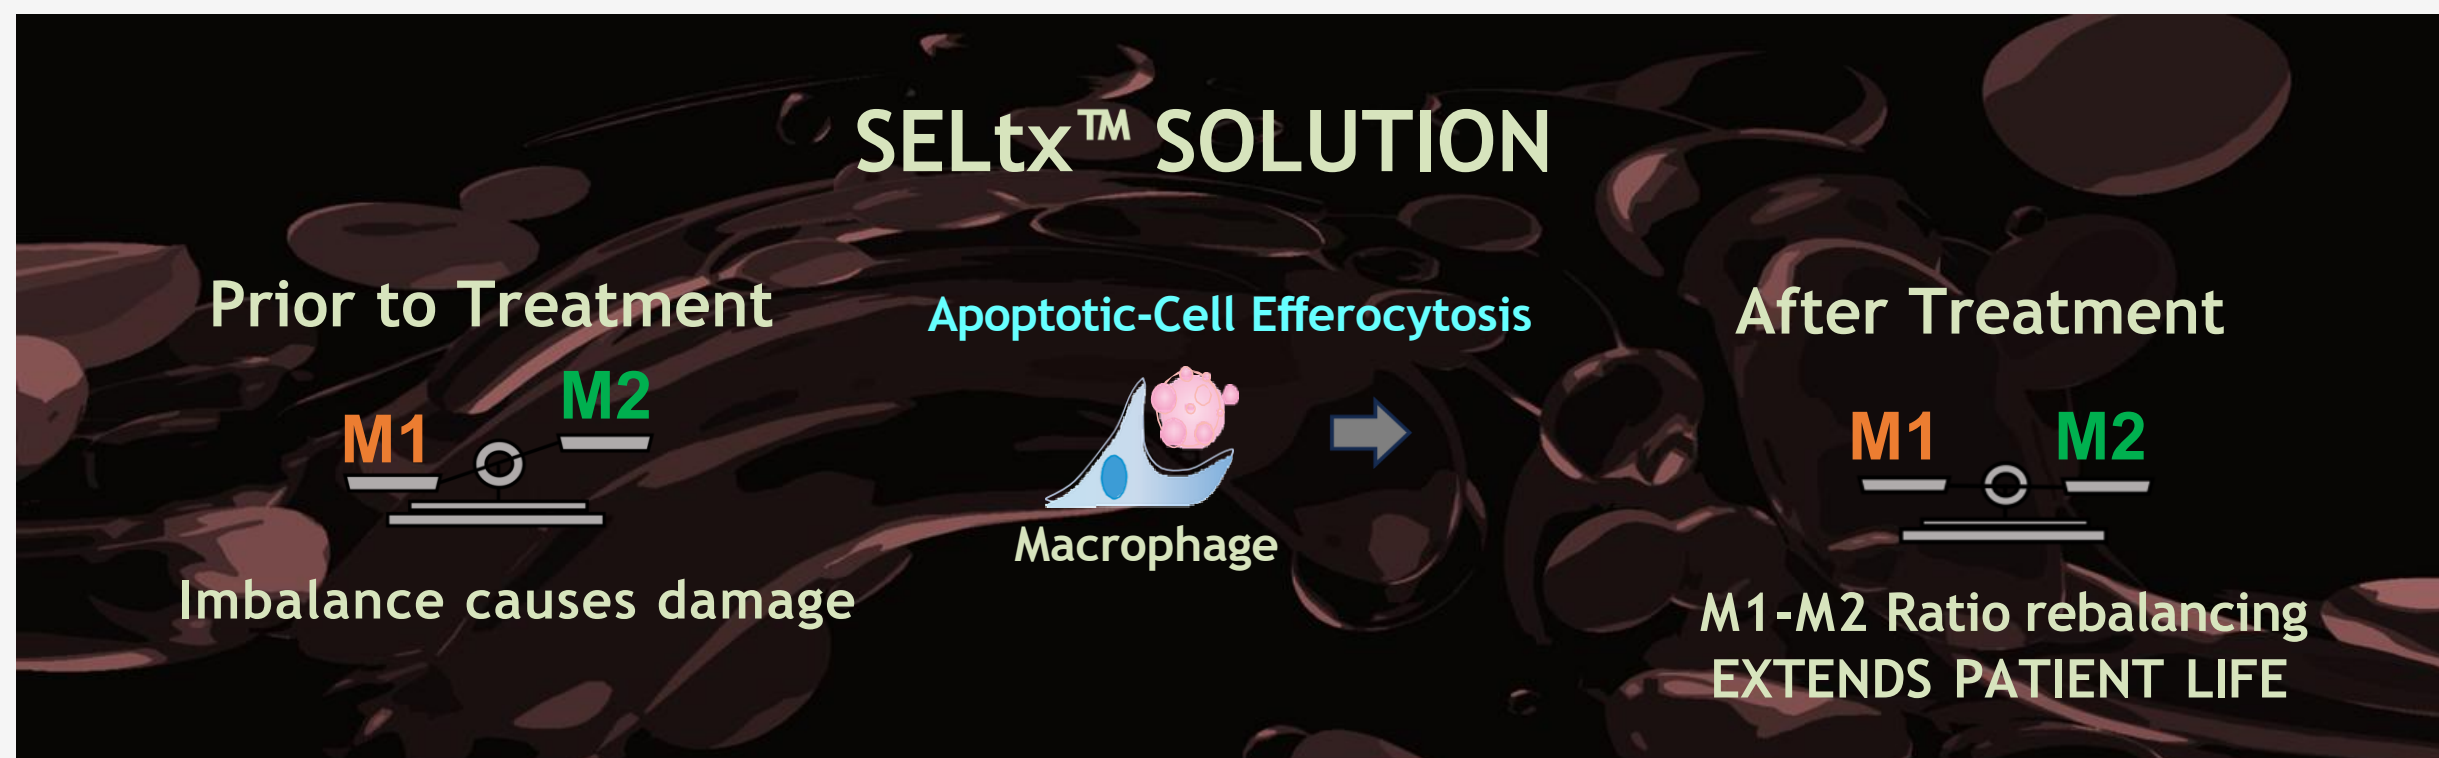 SELtx™ SOLUTION
Prior to Treatment
M1 M2
Imbalance causes damage
Apoptotic-Cell Efferocytosis
Macrophage
After Treatment
M1 M2
M1-M2 Ratio rebalancing
EXTENDS PATIENT LIFE